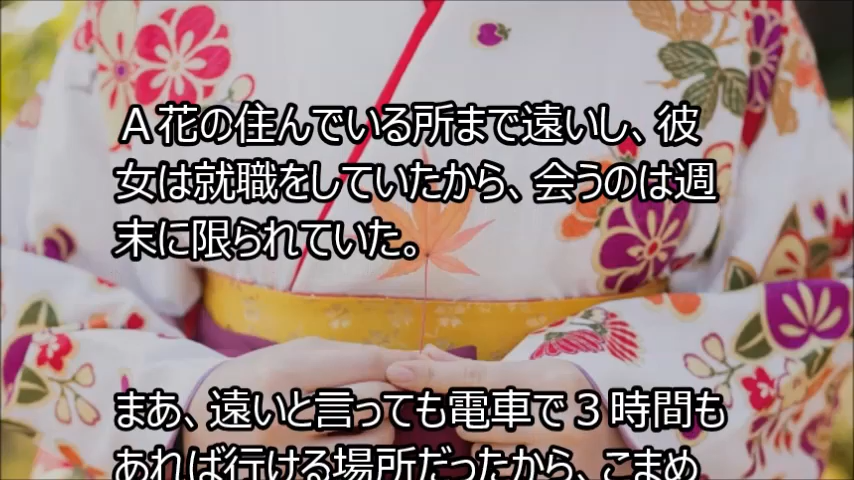 Ａ花の住んでいる所まで遠いし、彼
女は就職をしていたから、会うのは週
末に限られていた。
まあ、遠いと言っても電車で３時間も
あれば行ける場所だったから、こまめ